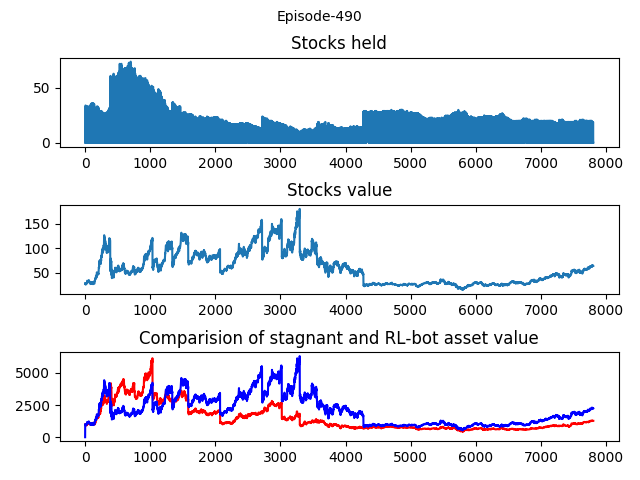 Episode-490
Stocks held
50
0
0 1000 2000 3000 4000 5000 6000 7000 8000
Stocks value
150
100
50
0 1000 2000 3000 4000 5000 6000 7000 8000
Comparision of stagnant and RL-bot asset value
5000
2500
0
0 1000 2000 3000 4000 5000 6000 7000 8000